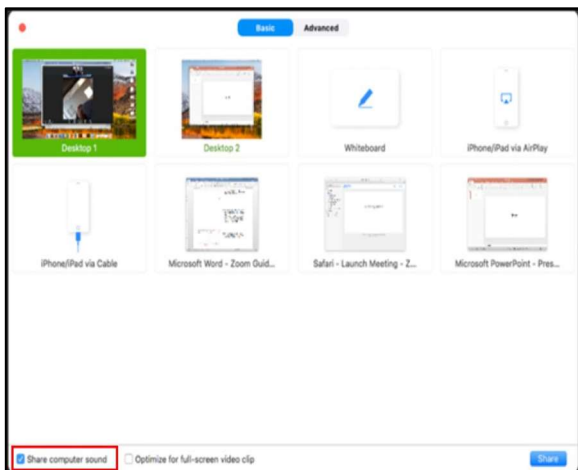 Basic Advanced
Desktop 1 Desktop 2 Whiteboard iPhone/iPad via AirPlay
iPhone/iPad via Cable Microsoft Word - Zoom Guid... Safari - Launch Meeting - Z... Microsoft PowerPoint - Pres...
Share computer sound Optimize for full-screen video clip Share